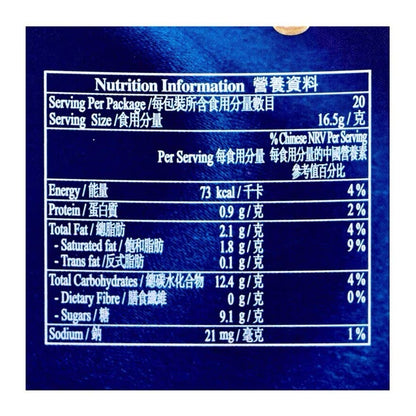 Nutrition Information 營養資料
Serving Per Package /每包裝所含食用分量數目 20
Serving Size /食用分量 16.5g / 克
% Chinese NRV Per Serving
Per Serving 每食用分量 每食用分量的中國營養素
參考值百分比
Energy / 能量 73 kcal / 千卡 4%
Protein / 蛋白質 0.9 g / 克 2%
Total Fat / 總脂肪 2.1 g / 克 4%
- Saturated fat / 飽和脂肪 1.8 g / 克 9%
- Trans fat /反式脂肪 0.1 g / 克
Total Carbohydrates / 總碳水化合物 12.4 g / 克 4%
- Dietary Fibre / 膳食纖維 0 g / 克 0%
- Sugars / 糖 9.1 g / 克
Sodium / 鈉 21 mg / 毫克 1%